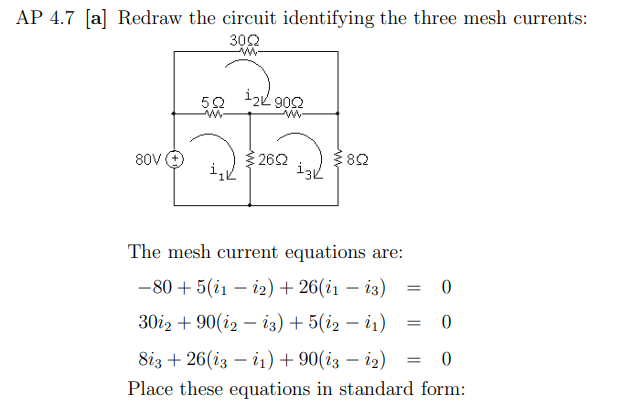 AP 4.7 [a] Redraw the circuit identifying the three mesh currents:
30Ω
5Ω i₂ 90Ω
80V + i₁ 26Ω i₃ 8Ω
The mesh current equations are:
−80 + 5(i₁ − i₂) + 26(i₁ − i₃) = 0
30i₂ + 90(i₂ − i₃) + 5(i₂ − i₁) = 0
8i₃ + 26(i₃ − i₁) + 90(i₃ − i₂) = 0
Place these equations in standard form: